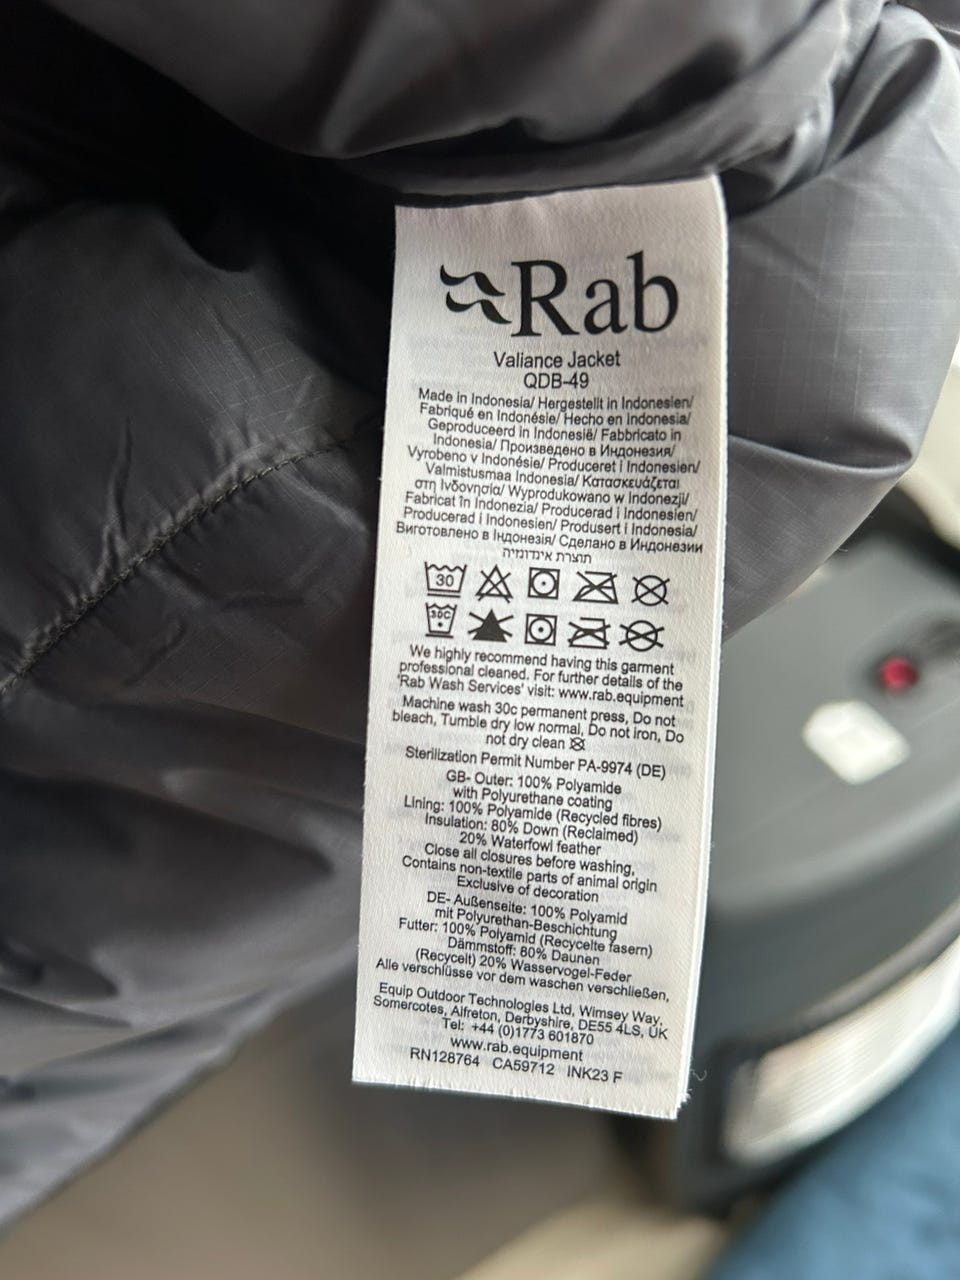 Rab
Valiance Jacket
QDB-49
Made in Indonesia/ Hergestellt in Indonesien/
Fabriqué en Indonésie/ Hecho en Indonesia/
Geproduceerd in Indonesië/ Fabbricato in
Indonesia/ Произведено в Индонезия/
Vyrobeno v Indonésie/ Produceret i Indonesien/
Valmistusmaa Indonesia/ Κατασκευάζεται
στη Ινδονησία/ Wyprodukowano w Indonezji/
Fabricat în Indonezia/ Producerad i Indonesien/
Producerad i Indonesien/ Produsert i Indonesia/
Виготовлено в Індонезія/ Сделано в Индонезии
תוצרת אינדונזיה
30
30C
We highly recommend having this garment
professional cleaned. For further details of the
'Rab Wash Services' visit: www.rab.equipment
Machine wash 30c permanent press, Do not
bleach, Tumble dry low normal, Do not iron, Do
not dry clean
Sterilization Permit Number PA-9974 (DE)
GB- Outer: 100% Polyamide
with Polyurethane coating
Lining: 100% Polyamide (Recycled fibres)
Insulation: 80% Down (Reclaimed)
20% Waterfowl feather
Close all closures before washing,
Contains non-textile parts of animal origin
Exclusive of decoration
DE- Außenseite: 100% Polyamid
mit Polyurethan-Beschichtung
Futter: 100% Polyamid (Recycelte fasern)
Dämmstoff: 80% Daunen
(Recycelt) 20% Wasservogel-Feder
Alle verschlüsse vor dem waschen verschließen,
Equip Outdoor Technologies Ltd, Wimsey Way,
Somercotes, Alfreton, Derbyshire, DE55 4LS, UK
Tel: +44 (0)1773 601870
www.rab.equipment
RN128764 CA59712 INK23 F